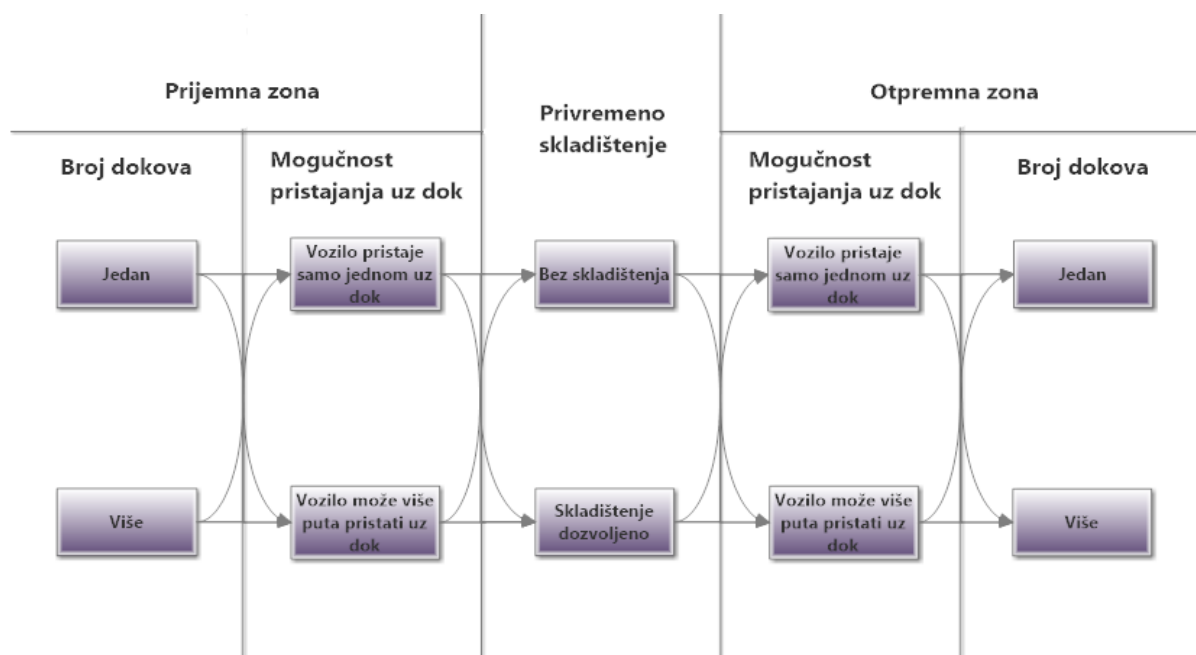 Prijemna zona
Privremeno
skladištenje
Otpremna zona
Broj dokova
Mogučnost
pristajanja uz dok
Mogučnost
pristajanja uz dok
Broj dokova
Jedan
Vozilo pristaje
samo jednom uz
dok
Bez skladištenja
Vozilo pristaje
samo jednom uz
dok
Jedan
Više
Vozilo može više
puta pristati uz
dok
Skladištenje
dozvoljeno
Vozilo može više
puta pristati uz
dok
Više